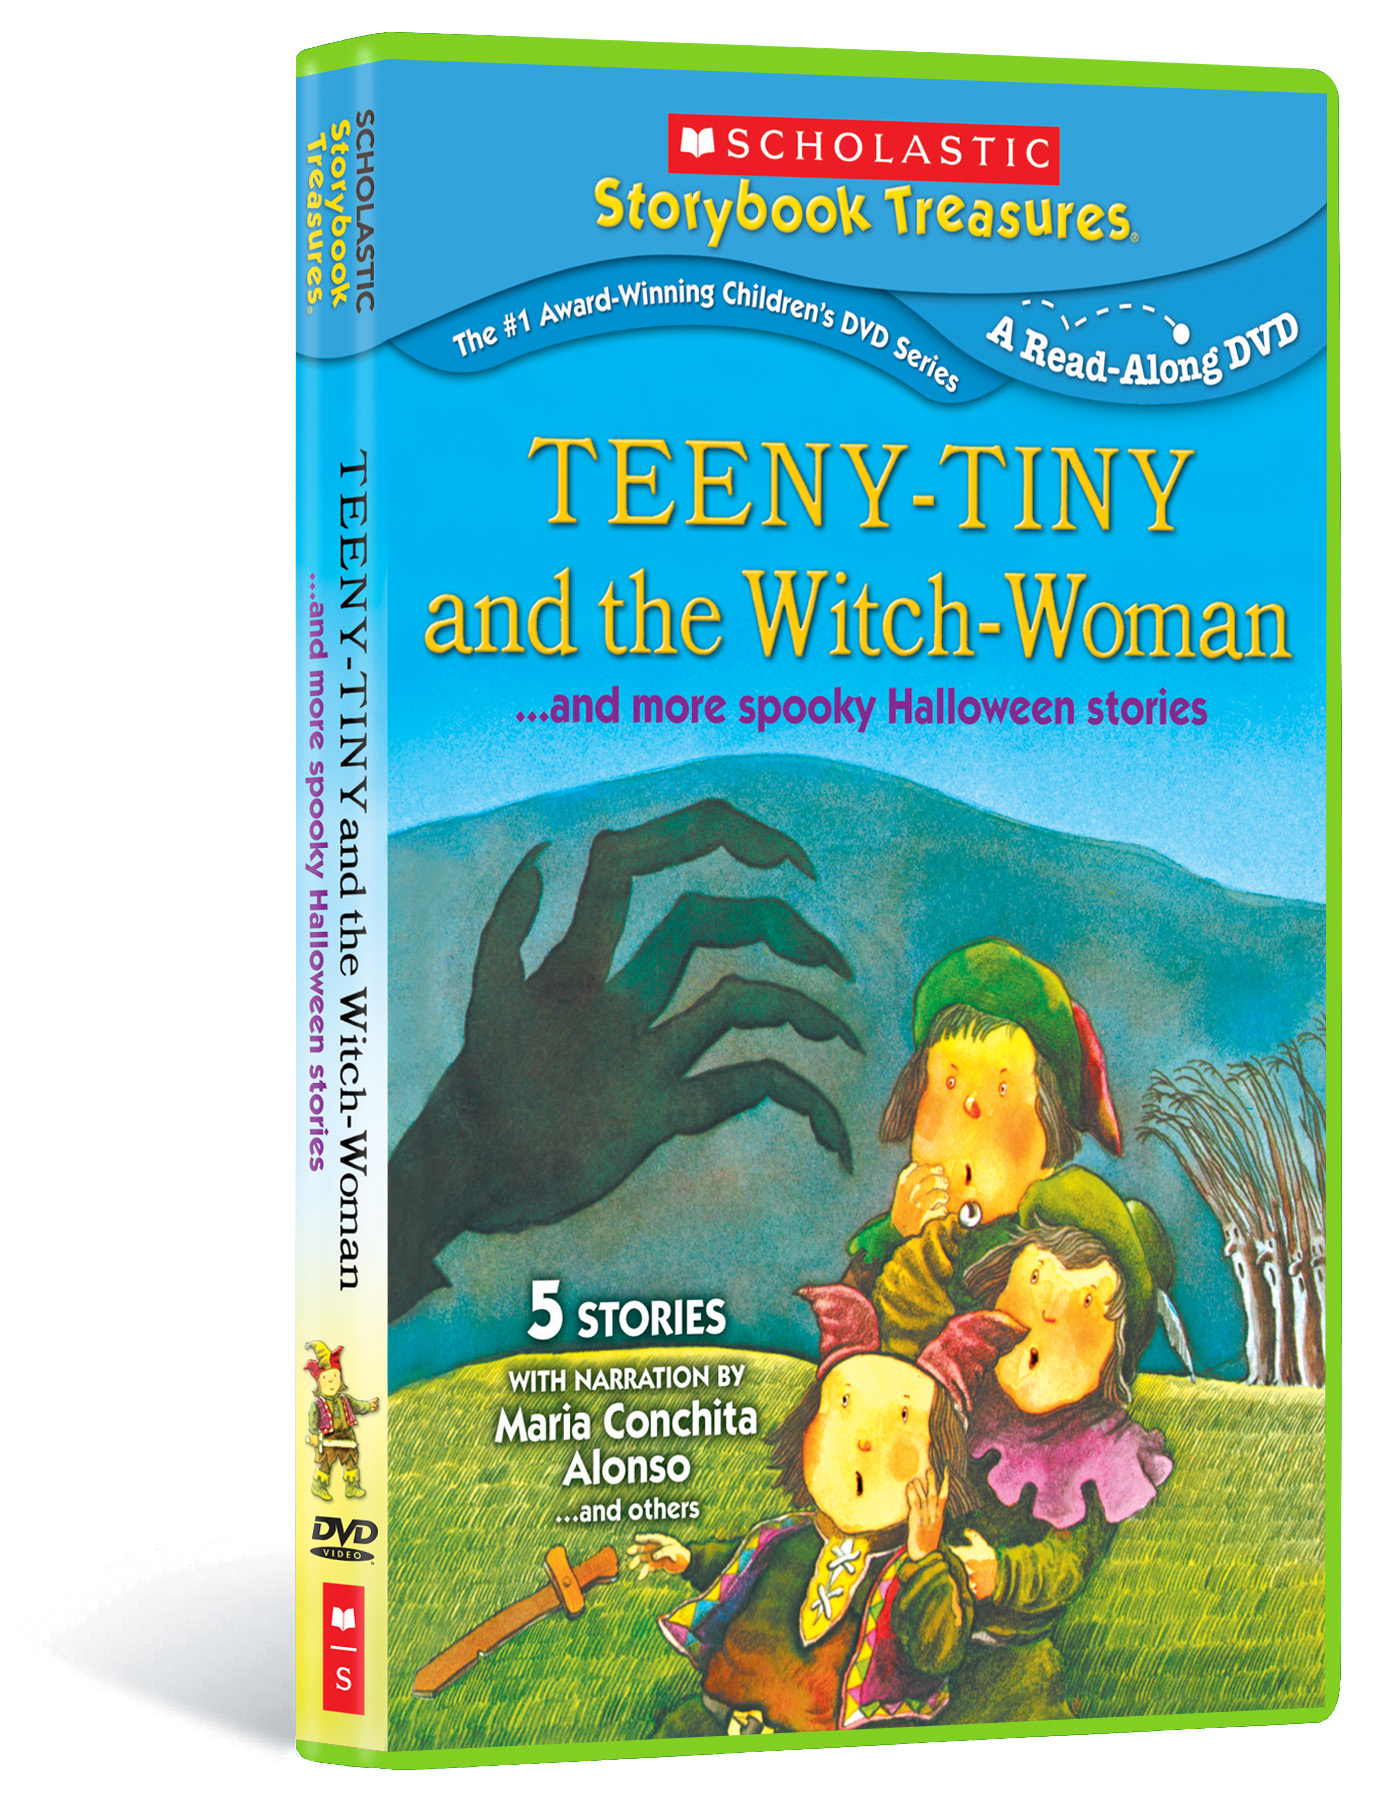 SCHOLASTIC
Storybook Treasures®
The #1 Award-Winning Children's DVD Series
A Read-Along DVD
TEENY-TINY
and the Witch-Woman
...and more spooky Halloween stories
5 STORIES
WITH NARRATION BY
Maria Conchita
Alonso
...and others
SCHOLASTIC
Storybook
Treasures®
TEENY-TINY and the Witch-Woman
...and more spooky Halloween stories
DVD
VIDEO™
S